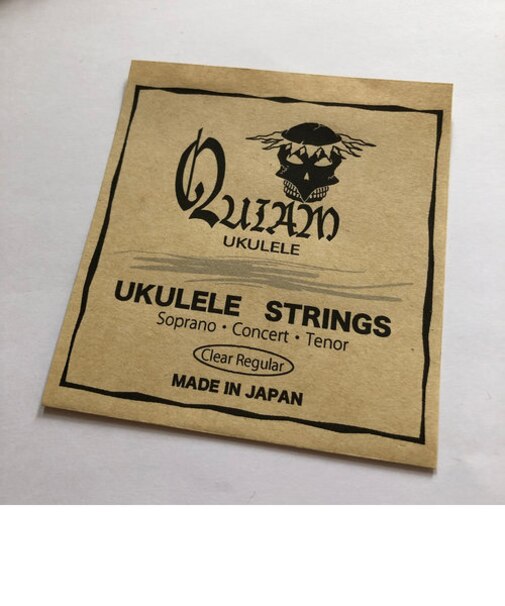 QUIAM
UKULELE
UKULELE STRINGS
Soprano・Concert・Tenor
Clear Regular
MADE IN JAPAN